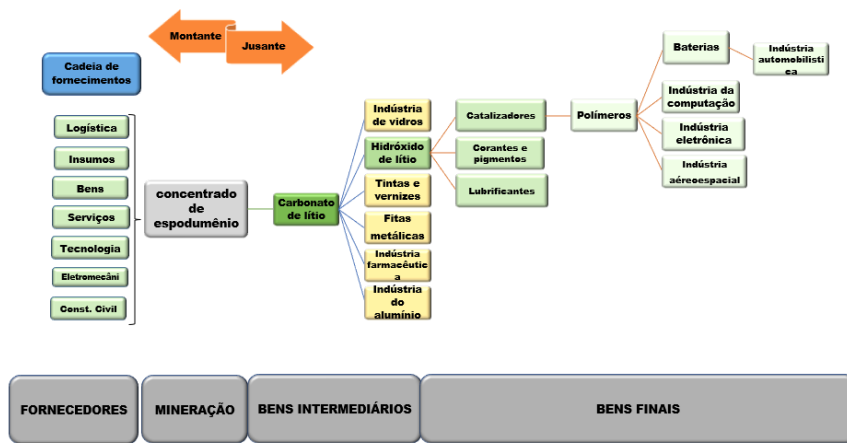 Montante
Jusante
Cadeia de
fornecimentos
Logística
Insumos
Bens
Serviços
Tecnologia
Eletromecâni
Const. Civil
concentrado
de
espodumênio
Carbonato
de lítio
Indústria
de vidros
Hidróxido
de lítio
Tintas e
vernizes
Fitas
metálicas
Indústria
farmacêutic
a
Indústria
do
alumínio
Catalizadores
Corantes e
pigmentos
Lubrificantes
Polímeros
Baterias
Indústria da
computação
Indústria
eletrônica
Indústria
aéreoespacial
Indústria
automobilist
ica
FORNECEDORES
MINERAÇÃO
BENS INTERMEDIÁRIOS
BENS FINAIS